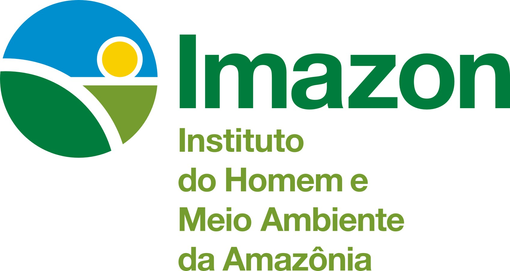 Imazon
Instituto
do Homem e
Meio Ambiente
da Amazônia